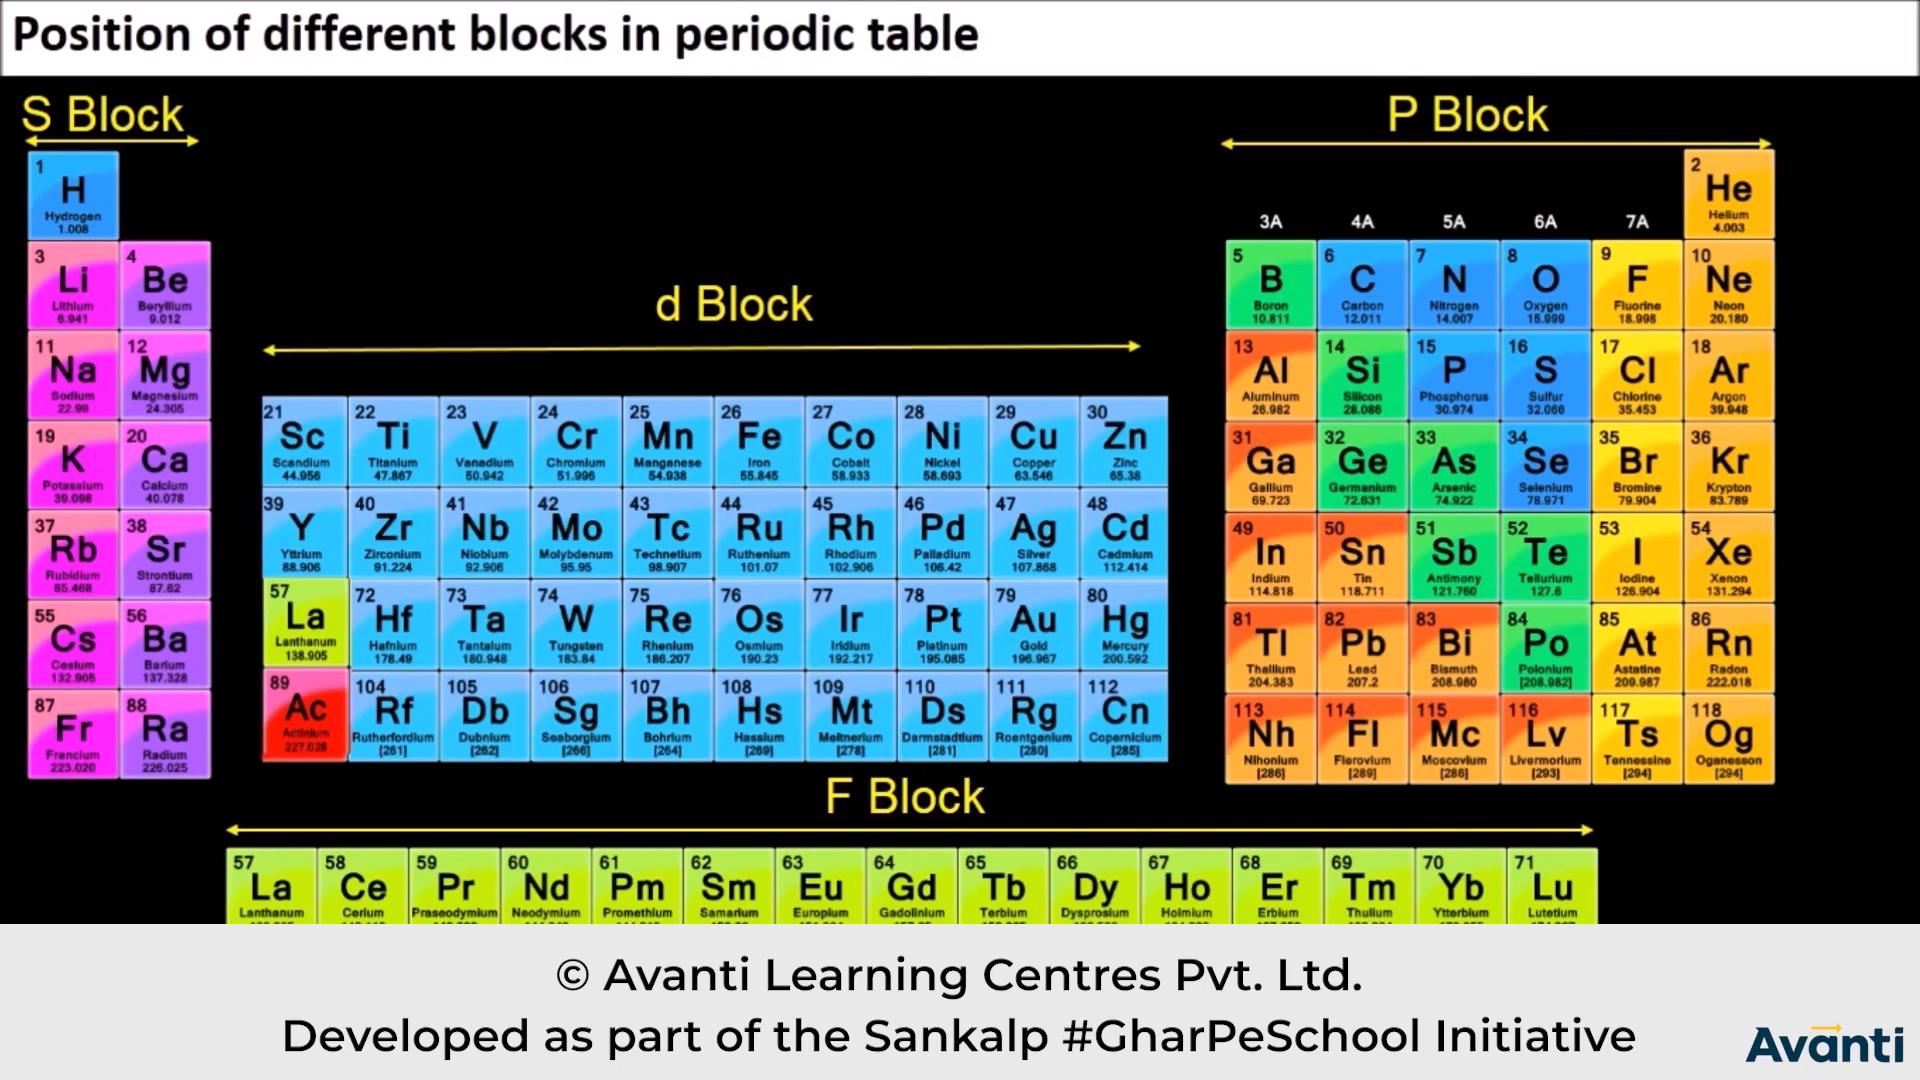 Position of different blocks in periodic table
S Block
P Block
1
H
Hydrogen
1.008
2
He
Helium
4.003
3A 4A 5A 6A 7A
3 4 5 6 7 8 9 10
Li Be B C N O F Ne
Lithium Beryllium Boron Carbon Nitrogen Oxygen Fluorine Neon
6.941 9.012 10.811 12.011 14.007 15.999 18.998 20.180
d Block
11 12 13 14 15 16 17 18
Na Mg Al Si P S Cl Ar
Sodium Magnesium Aluminum Silicon Phosphorus Sulfur Chlorine Argon
22.99 24.305 26.982 28.086 30.974 32.066 35.453 39.948
19 20 21 22 23 24 25 26 27 28 29 30 31 32 33 34 35 36
K Ca Sc Ti V Cr Mn Fe Co Ni Cu Zn Ga Ge As Se Br Kr
Potassium Calcium Scandium Titanium Vanadium Chromium Manganese Iron Cobalt Nickel Copper Zinc Gallium Germanium Arsenic Selenium Bromine Krypton
39.098 40.078 44.956 47.867 50.942 51.996 54.938 55.845 58.933 58.693 63.546 65.38 69.723 72.631 74.922 78.971 79.904 83.789
37 38 39 40 41 42 43 44 45 46 47 48 49 50 51 52 53 54
Rb Sr Y Zr Nb Mo Tc Ru Rh Pd Ag Cd In Sn Sb Te I Xe
Rubidium Strontium Yttrium Zirconium Niobium Molybdenum Technetium Ruthenium Rhodium Palladium Silver Cadmium Indium Tin Antimony Tellurium Iodine Xenon
85.468 87.62 88.906 91.224 92.906 95.95 98.907 101.07 102.906 106.42 107.868 112.414 114.818 118.711 121.760 127.6 126.904 131.294
55 56 57 72 73 74 75 76 77 78 79 80 81 82 83 84 85 86
Cs Ba La Hf Ta W Re Os Ir Pt Au Hg Tl Pb Bi Po At Rn
Cesium Barium Lanthanum Hafnium Tantalum Tungsten Rhenium Osmium Iridium Platinum Gold Mercury Thallium Lead Bismuth Polonium Astatine Radon
132.905 137.328 138.905 178.49 180.948 183.84 186.207 190.23 192.217 195.085 196.967 200.592 204.383 207.2 208.980 [208.982] 209.987 222.018
87 88 89 104 105 106 107 108 109 110 111 112 113 114 115 116 117 118
Fr Ra Ac Rf Db Sg Bh Hs Mt Ds Rg Cn Nh Fl Mc Lv Ts Og
Francium Radium Actinium Rutherfordium Dubnium Seaborgium Bohrium Hassium Meitnerium Darmstadtium Roentgenium Copernicium Nihonium Flerovium Moscovium Livermorium Tennessine Oganesson
223.020 226.025 227.028 [261] [262] [266] [264] [269] [278] [281] [280] [285] [286] [289] [286] [293] [294] [294]
F Block
57 58 59 60 61 62 63 64 65 66 67 68 69 70 71
La Ce Pr Nd Pm Sm Eu Gd Tb Dy Ho Er Tm Yb Lu
Lanthanum Cerium Praseodymium Neodymium Promethium Samarium Europium Gadolinium Terbium Dysprosium Holmium Erbium Thulium Ytterbium Lutetium
© Avanti Learning Centres Pvt. Ltd.
Developed as part of the Sankalp #GharPeSchool Initiative
Avanti